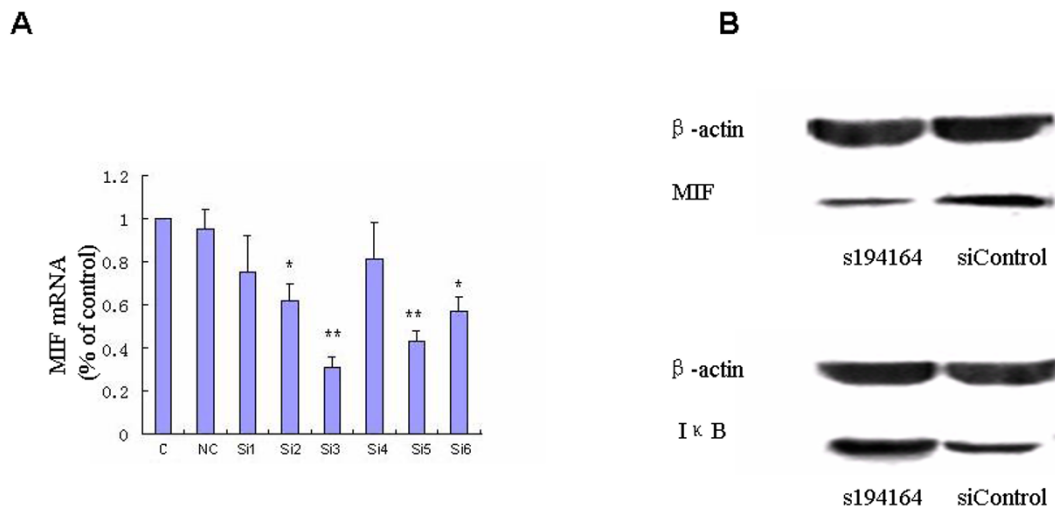 A
B
MIF mRNA
(% of control)
1.2
1
0.8
0.6
0.4
0.2
0
*
**
**
*
C NC Si1 Si2 Si3 Si4 Si5 Si6
β-actin
MIF
s194164 siControl
β-actin
IκB
s194164 siControl